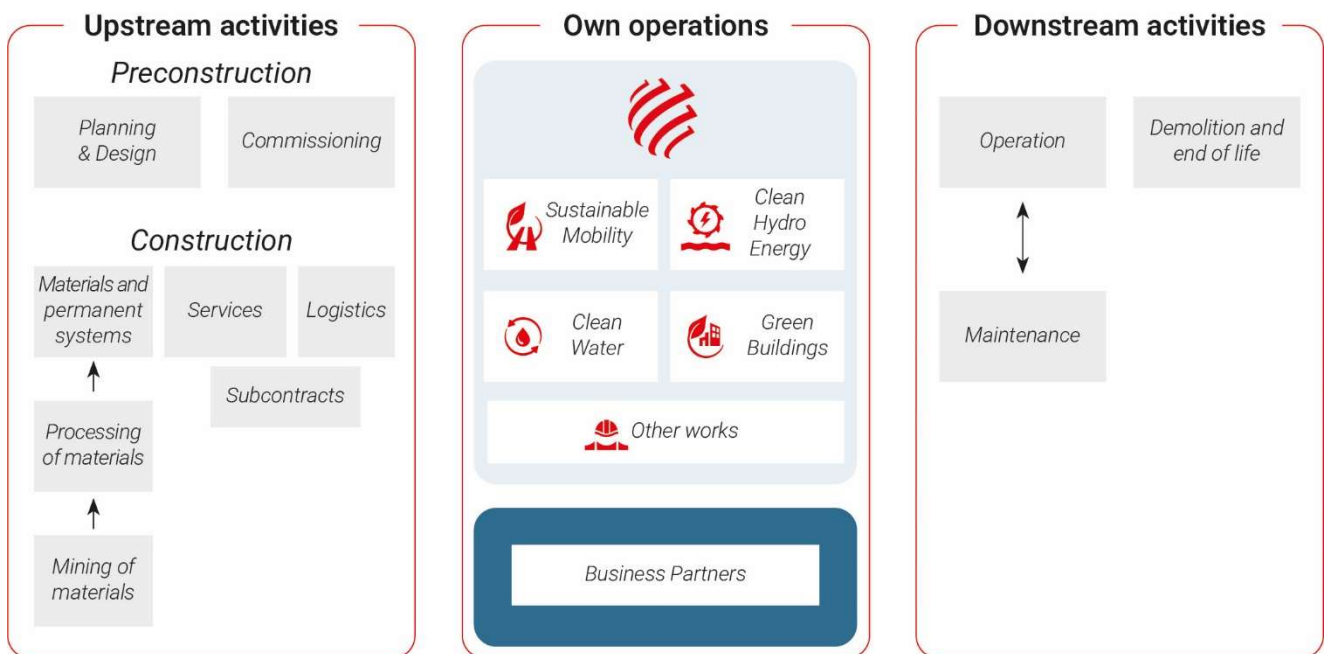 Upstream activities
Preconstruction
Planning
& Design
Commissioning
Construction
Materials and
permanent
systems
Services
Logistics
Subcontracts
Processing
of materials
Mining of
materials
Own operations
Sustainable
Mobility
Clean
Hydro
Energy
Clean
Water
Green
Buildings
Other works
Business Partners
Downstream activities
Operation
Demolition and
end of life
Maintenance